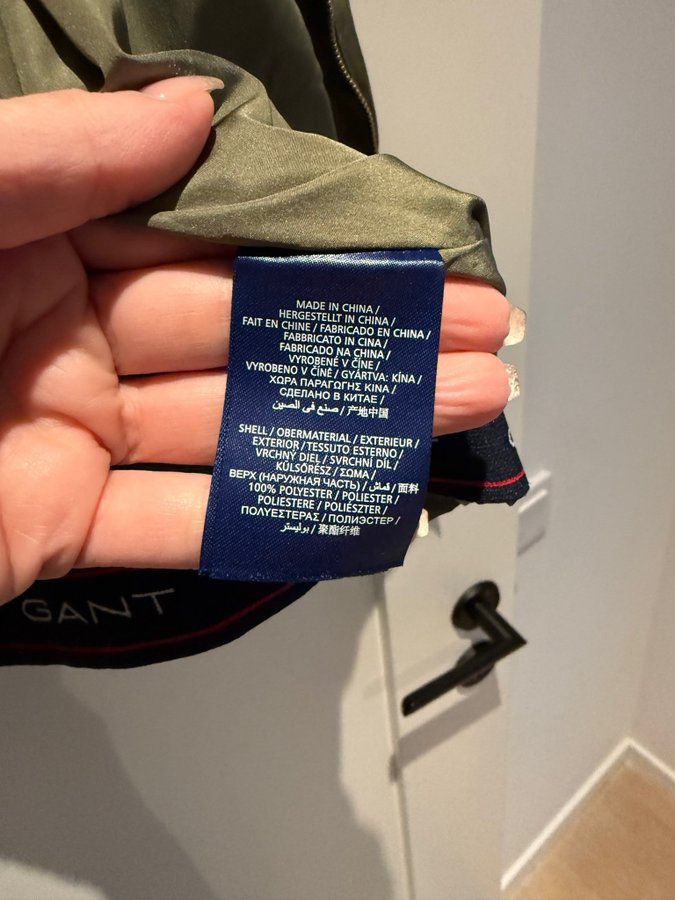 MADE IN CHINA /
HERGESTELLT IN CHINA /
FAIT EN CHINE / FABRICADO EN CHINA /
FABBRICATO IN CINA /
FABRICADO NA CHINA /
VYROBENÉ V ČÍNE /
VYROBENO V ČÍNĚ / GYÁRTVA: KÍNA /
ΧΩΡΑ ΠΑΡΑΓΩΓΗΣ ΚΙΝΑ /
СДЕЛАНО В КИТАЕ /
صنع في الصين / 产地中国
SHELL / OBERMATERIAL / EXTERIEUR /
EXTERIOR / TESSUTO ESTERNO /
VRCHNÝ DIEL / SVRCHNÍ DÍL /
KÜLSŐRÉSZ / ΣΩΜΑ /
ВЕРХ (НАРУЖНАЯ ЧАСТЬ) / قماش / 面料
100% POLYESTER / POLIESTER /
POLIESTERE / POLIÉSZTER /
ΠΟΛΥΕΣΤΕΡΑΣ / ПОЛИЭСТЕР /
بوليستر / 聚酯纤维
GANT